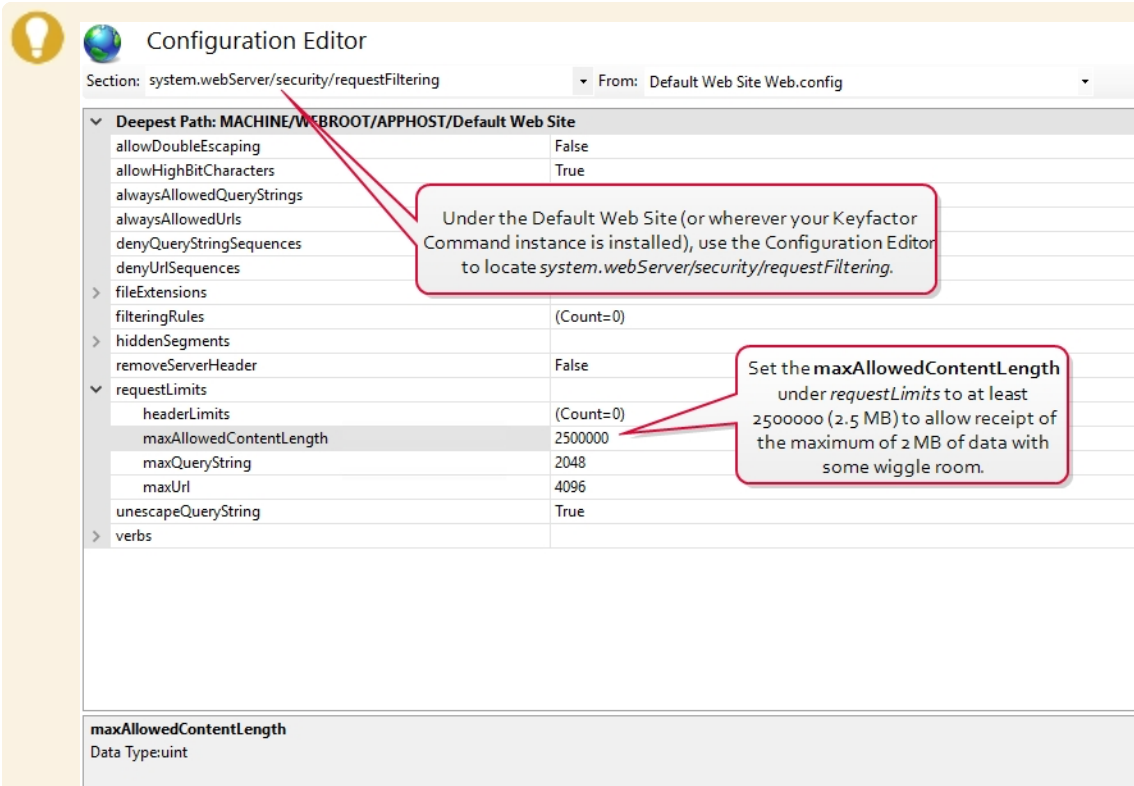 Configuration Editor
Section: system.webServer/security/requestFiltering From: Default Web Site Web.config
Deepest Path: MACHINE/WEBROOT/APPHOST/Default Web Site
allowDoubleEscaping False
allowHighBitCharacters True
alwaysAllowedQueryStrings
alwaysAllowedUrls
denyQueryStringSequences
denyUrlSequences
fileExtensions
filteringRules (Count=0)
hiddenSegments
removeServerHeader False
requestLimits
headerLimits (Count=0)
maxAllowedContentLength 2500000
maxQueryString 2048
maxUrl 4096
unescapeQueryString True
verbs
Under the Default Web Site (or wherever your Keyfactor
Command instance is installed), use the Configuration Editor
to locate system.webServer/security/requestFiltering.
Set the maxAllowedContentLength
under requestLimits to at least
2500000 (2.5 MB) to allow receipt of
the maximum of 2 MB of data with
some wiggle room.
maxAllowedContentLength
Data Type:uint